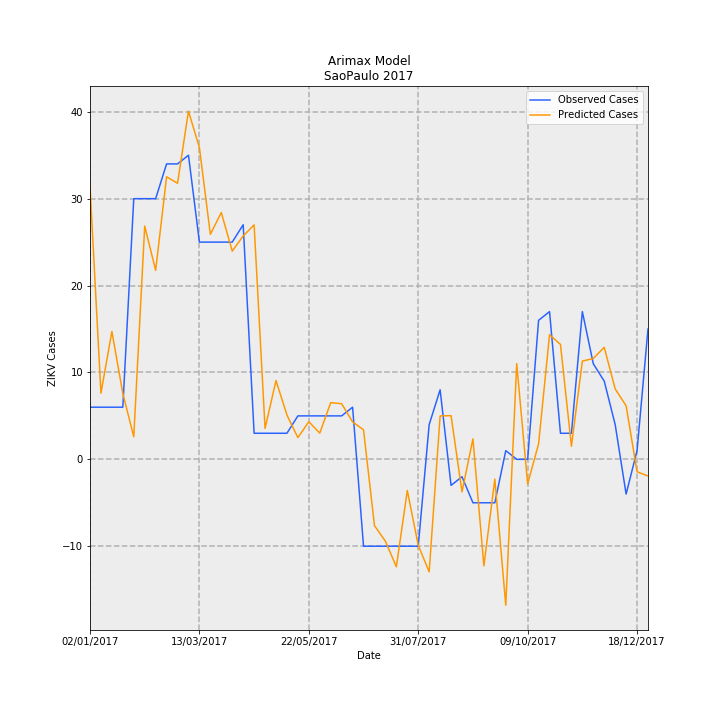 Arimax Model
SaoPaulo 2017
Observed Cases
Predicted Cases
ZIKV Cases
40
30
20
10
0
−10
02/01/2017
13/03/2017
22/05/2017
31/07/2017
09/10/2017
18/12/2017
Date